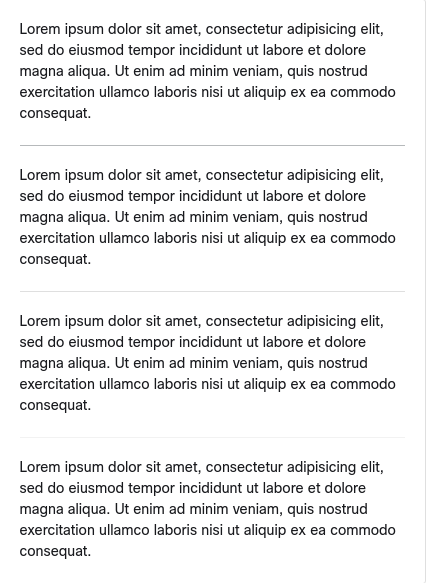 Lorem ipsum dolor sit amet, consectetur adipisicing elit,
sed do eiusmod tempor incididunt ut labore et dolore
magna aliqua. Ut enim ad minim veniam, quis nostrud
exercitation ullamco laboris nisi ut aliquip ex ea commodo
consequat.
Lorem ipsum dolor sit amet, consectetur adipisicing elit,
sed do eiusmod tempor incididunt ut labore et dolore
magna aliqua. Ut enim ad minim veniam, quis nostrud
exercitation ullamco laboris nisi ut aliquip ex ea commodo
consequat.
Lorem ipsum dolor sit amet, consectetur adipisicing elit,
sed do eiusmod tempor incididunt ut labore et dolore
magna aliqua. Ut enim ad minim veniam, quis nostrud
exercitation ullamco laboris nisi ut aliquip ex ea commodo
consequat.
Lorem ipsum dolor sit amet, consectetur adipisicing elit,
sed do eiusmod tempor incididunt ut labore et dolore
magna aliqua. Ut enim ad minim veniam, quis nostrud
exercitation ullamco laboris nisi ut aliquip ex ea commodo
consequat.